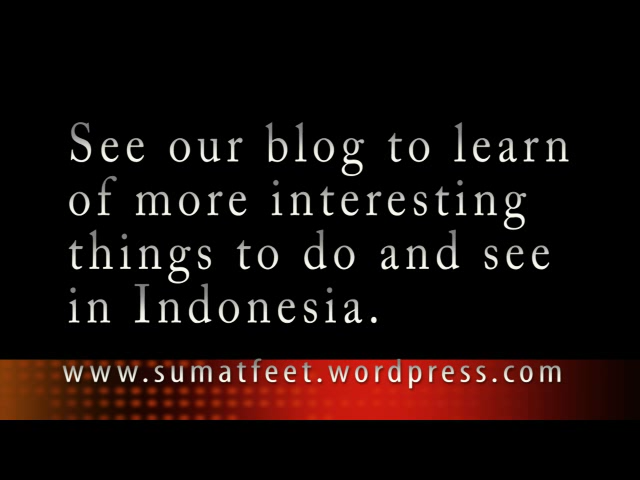 See our blog to learn
of more interesting
things to do and see
in Indonesia.
www.sumatfeet.wordpress.com